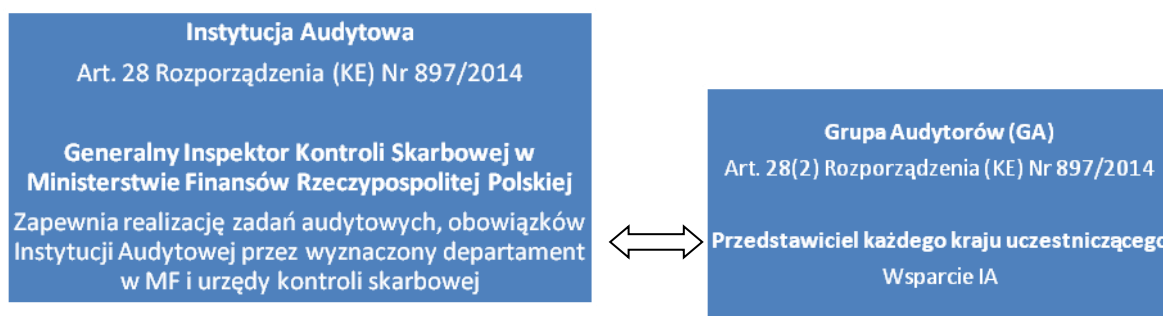 Instytucja Audytowa
Art. 28 Rozporządzenia (KE) Nr 897/2014
Generalny Inspektor Kontroli Skarbowej w
Ministerstwie Finansów Rzeczypospolitej Polskiej
Zapewnia realizację zadań audytowych, obowiązków
Instytucji Audytowej przez wyznaczony departament
w MF i urzędy kontroli skarbowej
Grupa Audytorów (GA)
Art. 28(2) Rozporządzenia (KE) Nr 897/2014
Przedstawiciel każdego kraju uczestniczącego
Wsparcie IA